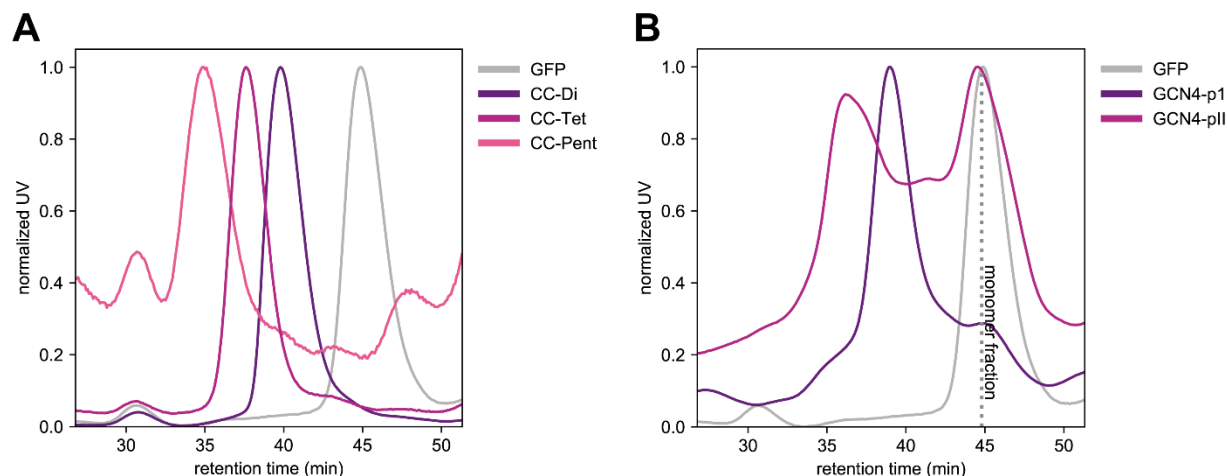 A
1.0
0.8
0.6
0.4
0.2
0.0
normalized UV
30
35
40
45
50
retention time (min)
GFP
CC-Di
CC-Tet
CC-Pent
B
1.0
0.8
0.6
0.4
0.2
0.0
normalized UV
monomer fraction
30
35
40
45
50
retention time (min)
GFP
GCN4-p1
GCN4-pII